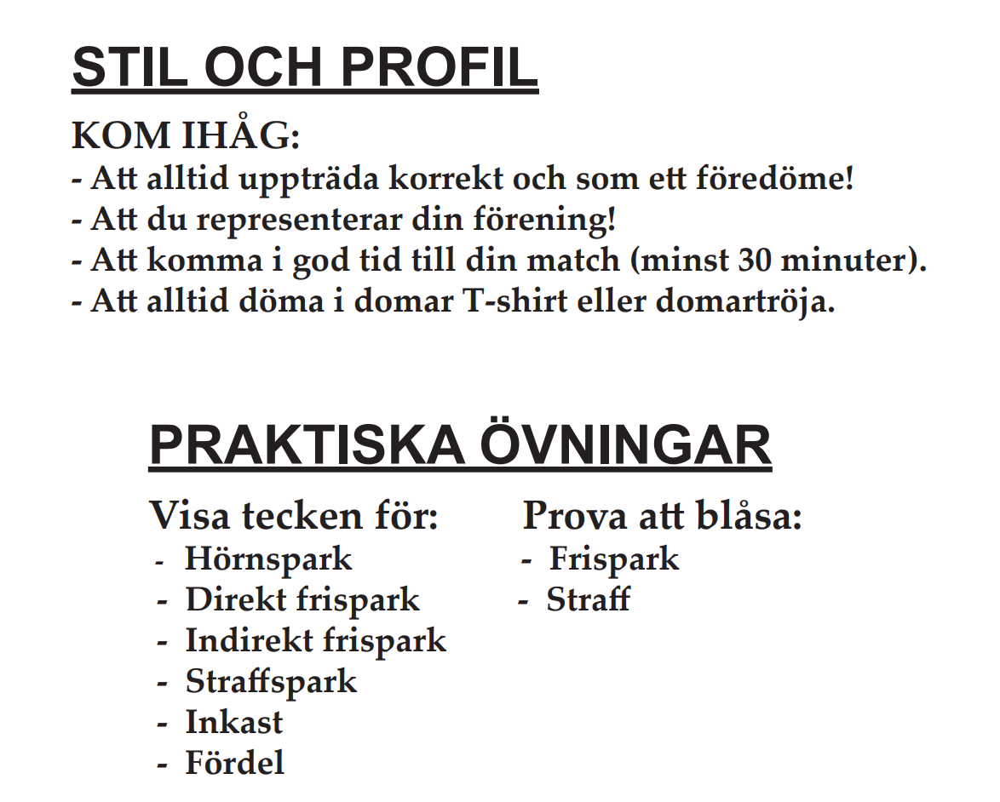 STIL OCH PROFIL
KOM IHÅG:
- Att alltid uppträda korrekt och som ett föredöme!
- Att du representerar din förening!
- Att komma i god tid till din match (minst 30 minuter).
- Att alltid döma i domar T-shirt eller domartröja.
PRAKTISKA ÖVNINGAR
Visa tecken för:
- Hörnspark
- Direkt frispark
- Indirekt frispark
- Straffspark
- Inkast
- Fördel
Prova att blåsa:
- Frispark
- Straff